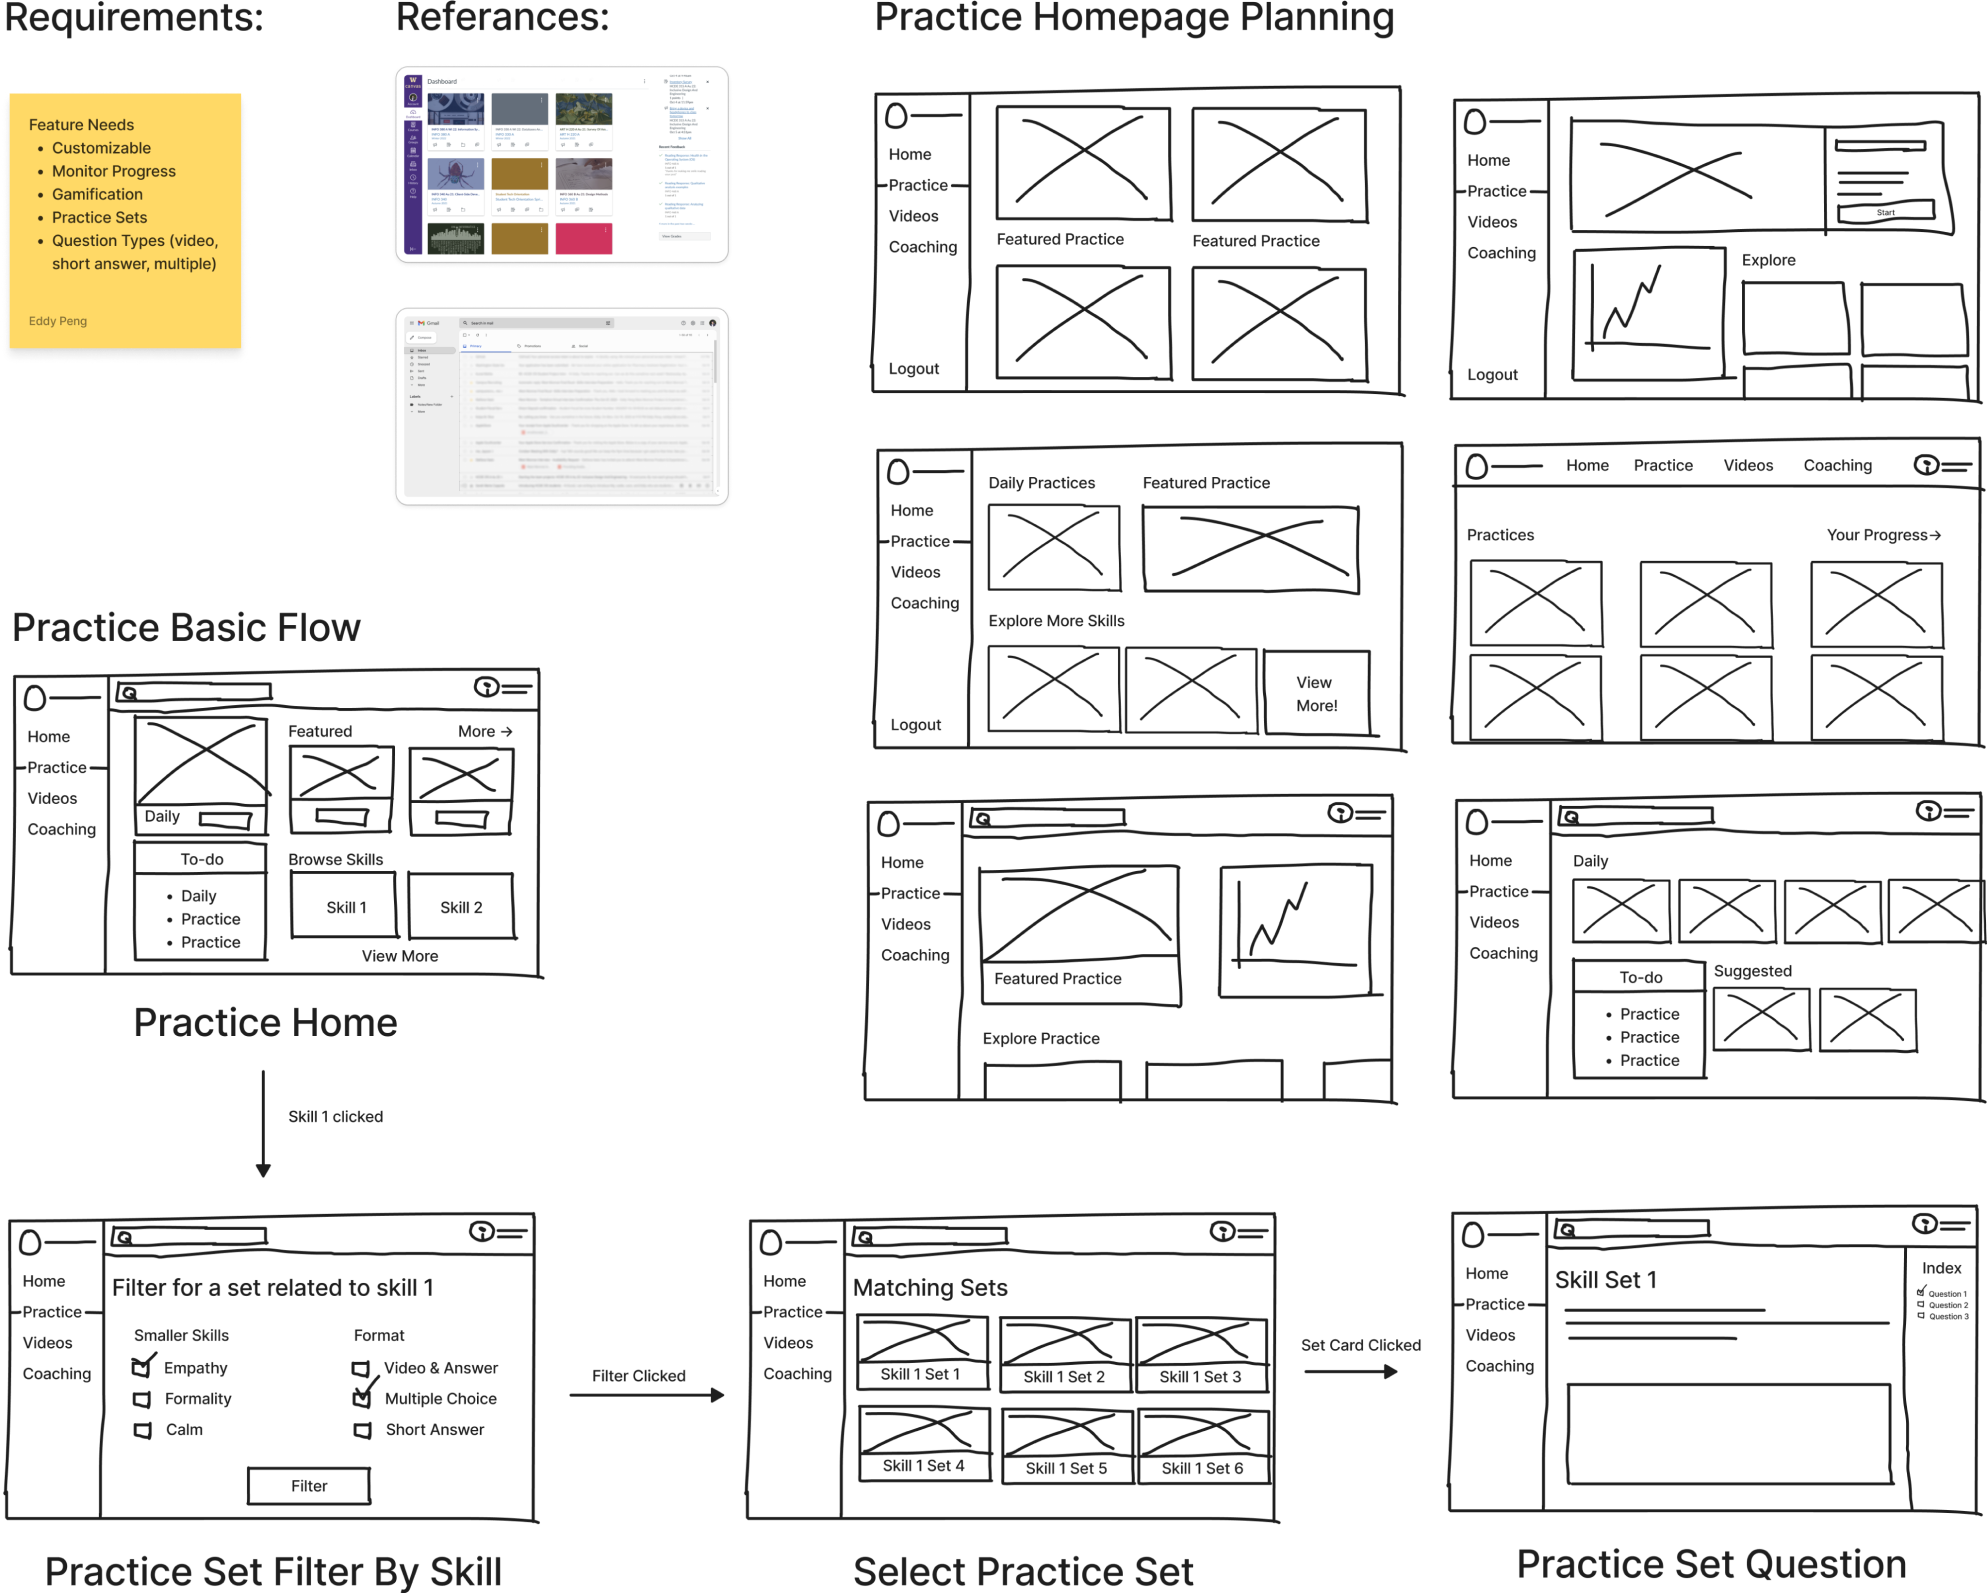 Requirements:
Referances:
Practice Homepage Planning
Feature Needs
• Customizable
• Monitor Progress
• Gamification
• Practice Sets
• Question Types (video,
short answer, multiple)
Eddy Peng
Dashboard
Gmail
Search in mail
Home
Practice
Videos
Coaching
Logout
Featured Practice
Featured Practice
Home
Practice
Videos
Coaching
Logout
Start
Explore
Home
Practice
Videos
Coaching
Logout
Daily Practices
Featured Practice
Explore More Skills
View
More!
Home
Practice
Videos
Coaching
Practices
Your Progress→
Home
Practice
Videos
Coaching
Featured Practice
Explore Practice
Home
Practice
Videos
Coaching
Daily
To-do
• Practice
• Practice
• Practice
Suggested
Practice Basic Flow
Home
Practice
Videos
Coaching
Daily
Featured
More →
To-do
• Daily
• Practice
• Practice
Browse Skills
Skill 1
Skill 2
View More
Practice Home
Skill 1 clicked
Home
Practice
Videos
Coaching
Filter for a set related to skill 1
Smaller Skills
Empathy
Formality
Calm
Format
Video & Answer
Multiple Choice
Short Answer
Filter
Practice Set Filter By Skill
Filter Clicked
Home
Practice
Videos
Coaching
Matching Sets
Skill 1 Set 1
Skill 1 Set 2
Skill 1 Set 3
Skill 1 Set 4
Skill 1 Set 5
Skill 1 Set 6
Select Practice Set
Set Card Clicked
Home
Practice
Videos
Coaching
Skill Set 1
Index
Question 1
Question 2
Question 3
Practice Set Question